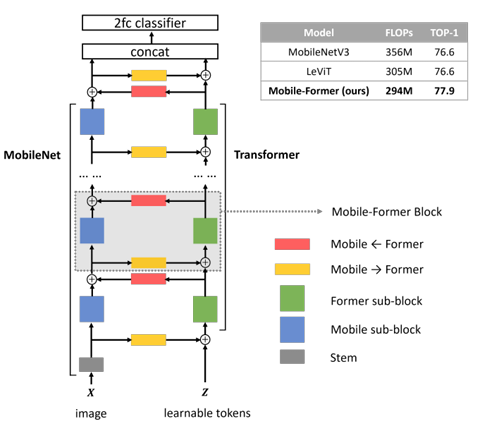 2fc classifier
concat
Model FLOPs TOP-1
MobileNetV3 356M 76.6
LeViT 305M 76.6
Mobile-Former (ours) 294M 77.9
MobileNet
Transformer
... ...
... ...
Mobile-Former Block
Mobile ← Former
Mobile → Former
Former sub-block
Mobile sub-block
Stem
X
Z
image
learnable tokens